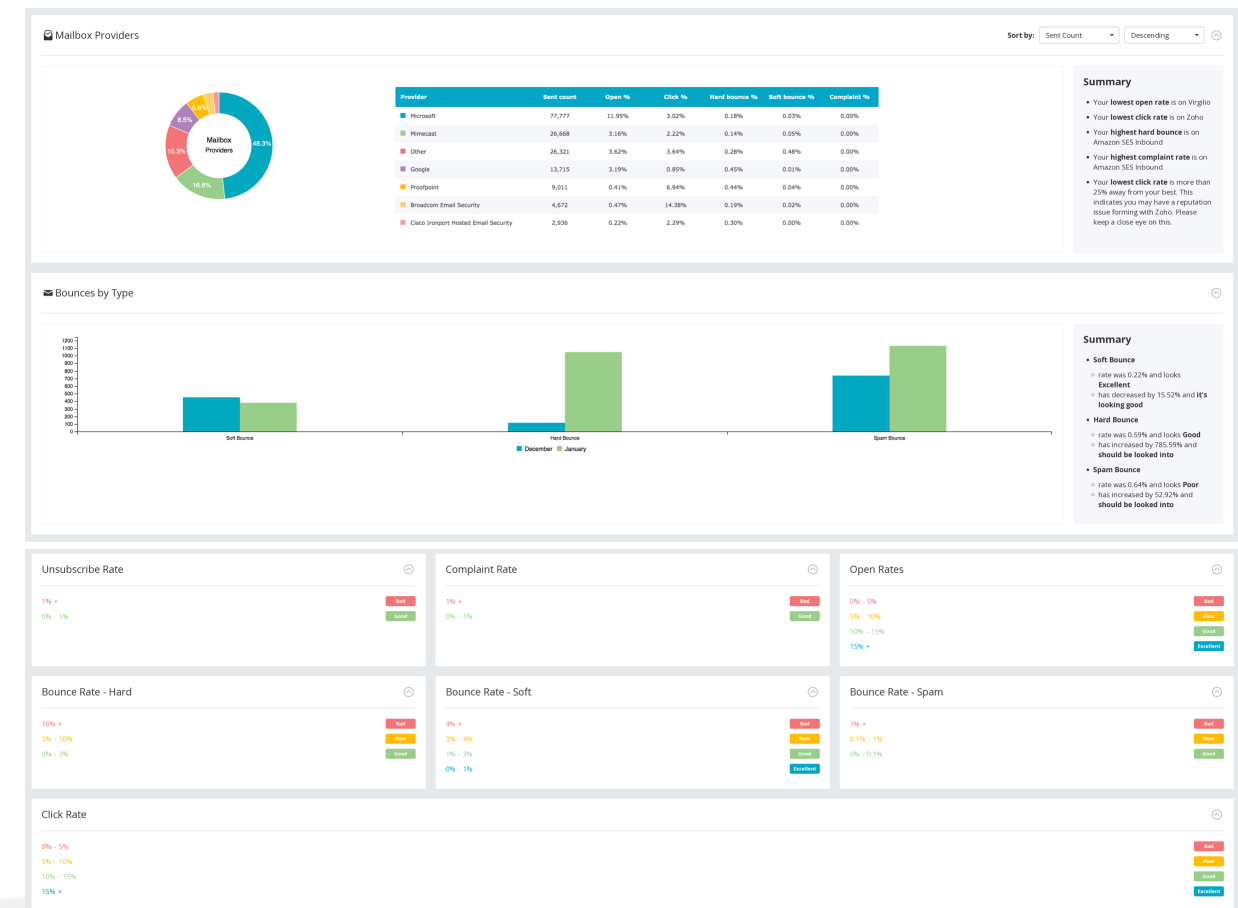 Mailbox Providers
Sort by: Sent Count Descending
5.6%
8.5%
16.3%
48.3%
16.6%
Mailbox
Providers
Provider Sent count Open % Click % Hard bounce % Soft bounce % Complaint %
Microsoft 77,777 11.95% 3.02% 0.18% 0.03% 0.00%
Mimecast 26,668 3.16% 2.22% 0.14% 0.05% 0.00%
Other 26,321 3.62% 3.64% 0.28% 0.48% 0.00%
Google 13,715 3.19% 0.85% 0.45% 0.01% 0.00%
Proofpoint 9,011 0.41% 6.94% 0.44% 0.04% 0.00%
Broadcom Email Security 4,672 0.47% 14.38% 0.19% 0.02% 0.00%
Cisco Ironport Hosted Email Security 2,936 0.22% 2.29% 0.30% 0.00% 0.00%
Summary
• Your lowest open rate is on Virgilio
• Your lowest click rate is on Zoho
• Your highest hard bounce is on
Amazon SES Inbound
• Your highest complaint rate is on
Amazon SES Inbound
• Your lowest click rate is more than
25% away from your best. This
indicates you may have a reputation
issue forming with Zoho. Please
keep a close eye on this.
Bounces by Type
1200
1100
1000
900
800
700
600
500
400
300
200
100
0
Soft Bounce Hard Bounce Spam Bounce
December January
Summary
• Soft Bounce
rate was 0.22% and looks
Excellent
has decreased by 15.52% and it's
looking good
• Hard Bounce
rate was 0.59% and looks Good
has increased by 785.59% and
should be looked into
• Spam Bounce
rate was 0.64% and looks Poor
has increased by 52.92% and
should be looked into
Unsubscribe Rate
1% + Bad
0% - 1% Good
Complaint Rate
1% + Bad
0% - 1% Good
Open Rates
0% - 5% Bad
5% - 10% Poor
10% - 15% Good
15% + Excellent
Bounce Rate - Hard
10% + Bad
3% - 10% Poor
0% - 3% Good
Bounce Rate - Soft
4% + Bad
3% - 4% Poor
1% - 3% Good
0% - 1% Excellent
Bounce Rate - Spam
1% + Bad
0.1% - 1% Poor
0% - 0.1% Good
Click Rate
0% - 5% Bad
5% - 10% Poor
10% - 15% Good
15% + Excellent